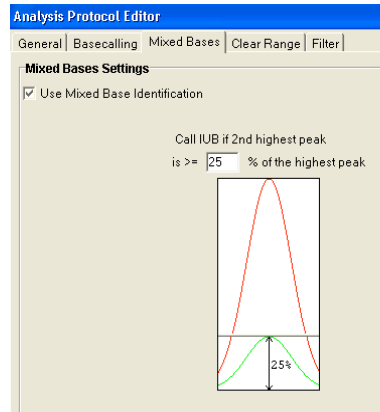 Analysis Protocol Editor
General Basecalling Mixed Bases Clear Range Filter
Mixed Bases Settings
Use Mixed Base Identification
Call IUB if 2nd highest peak
is >= 25 % of the highest peak
25%